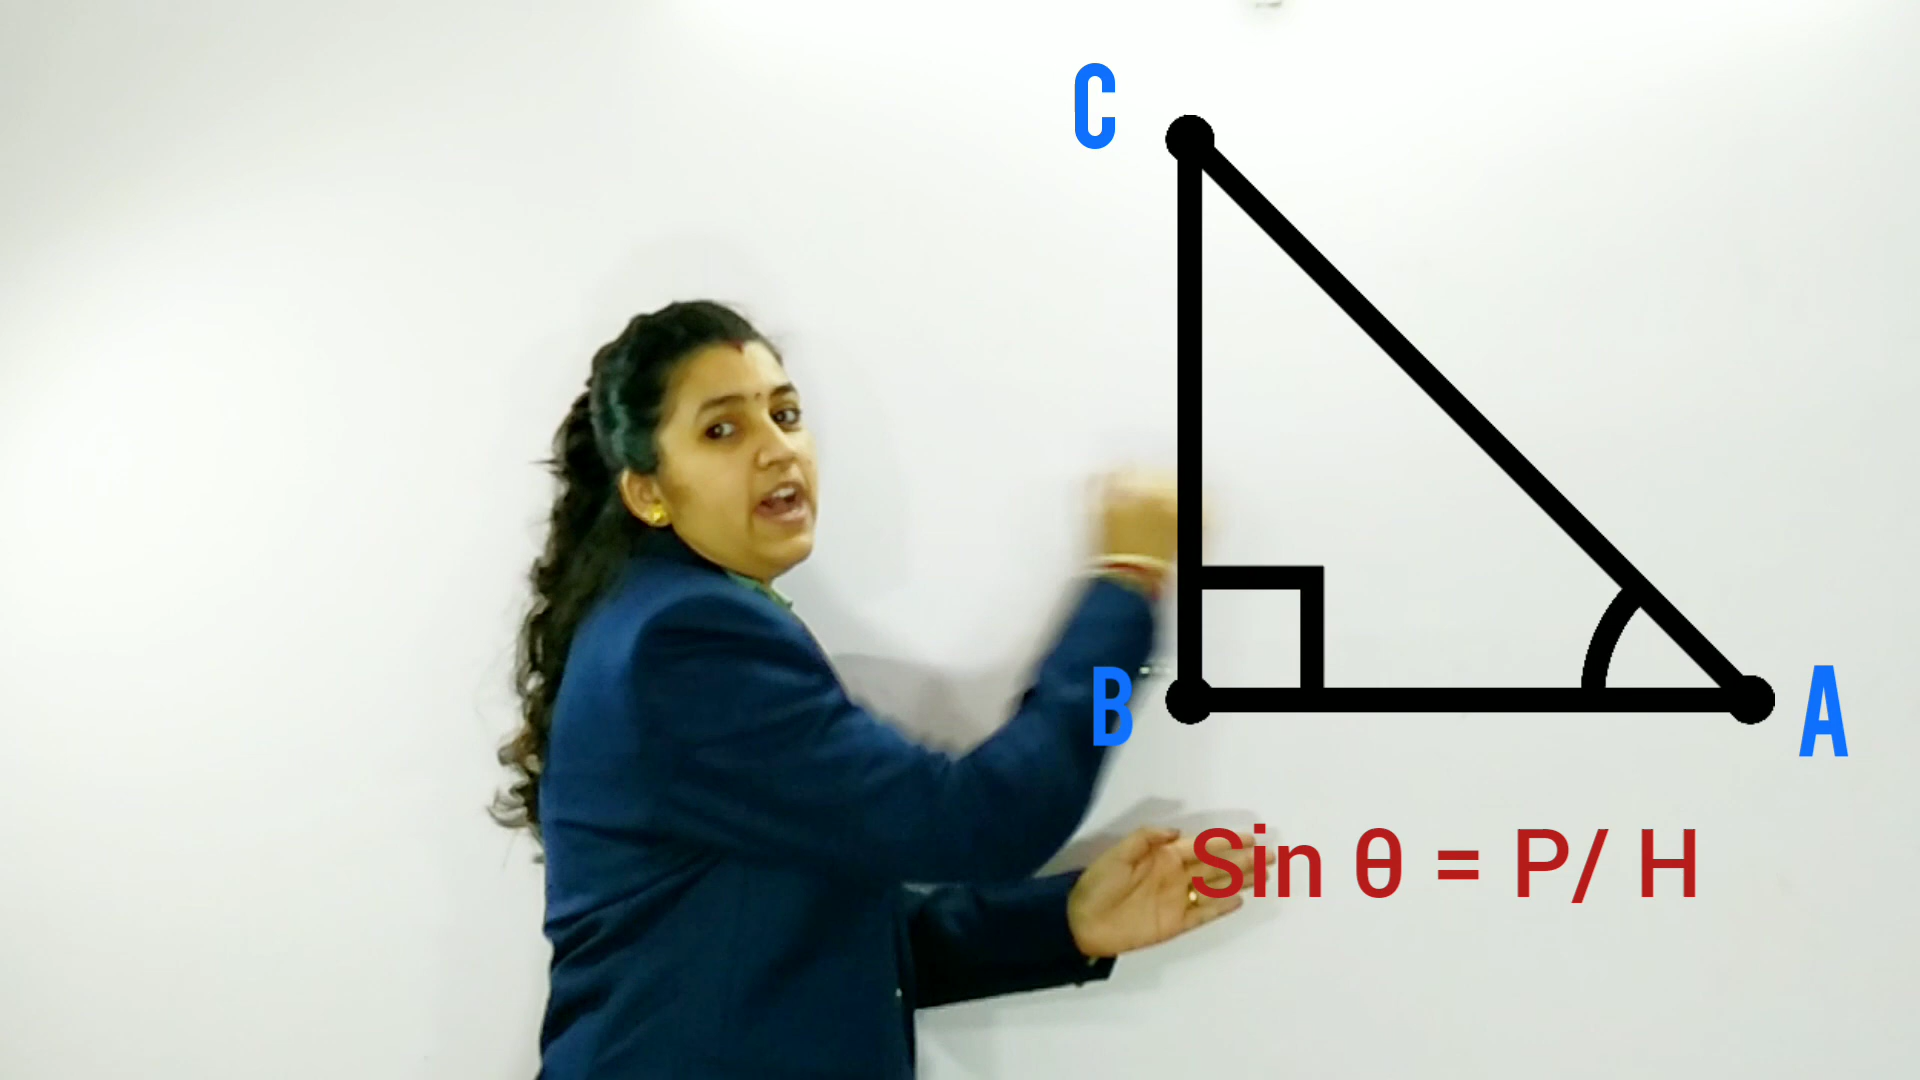 C
B
A
Sin θ = P/ H